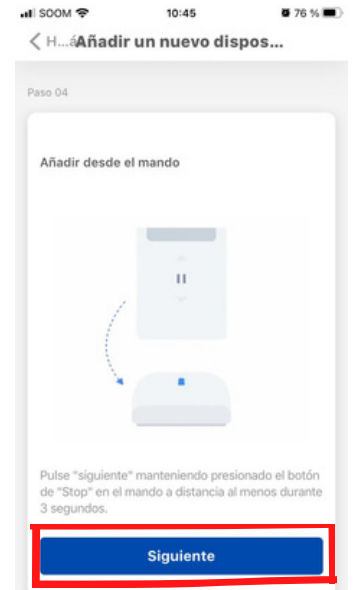 SOOM 10:45 76 %
H...á Añadir un nuevo dispos...
Paso 04
Añadir desde el mando
Pulse "siguiente" manteniendo presionado el botón
de "Stop" en el mando a distancia al menos durante
3 segundos.
Siguiente